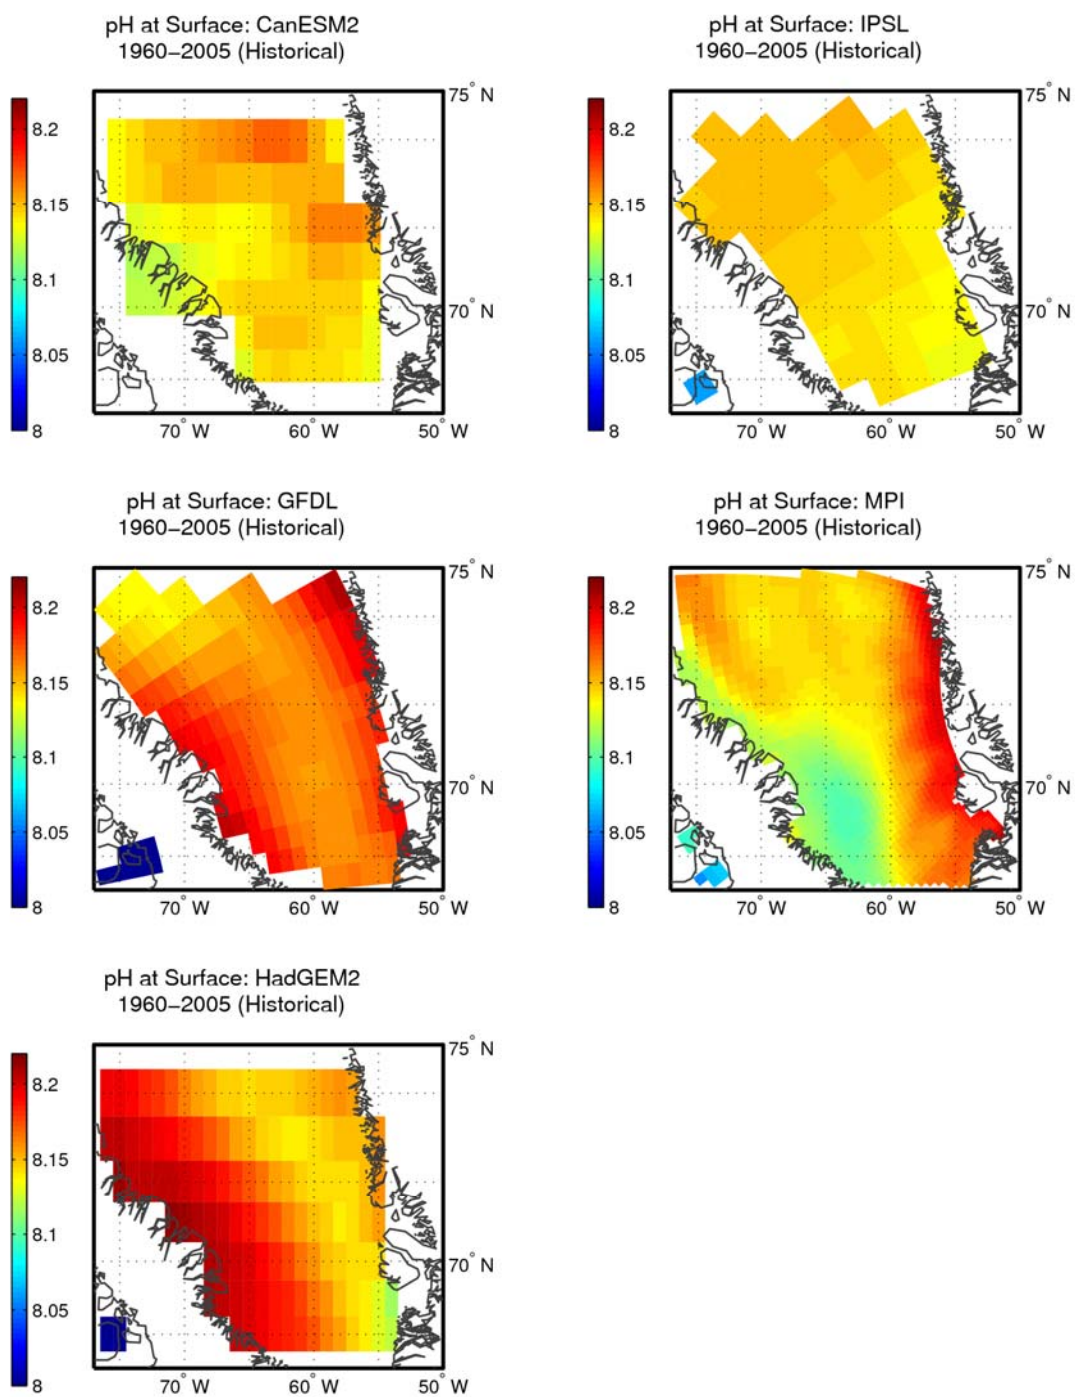 pH at Surface: CanESM2
1960−2005 (Historical)
8.2
8.15
8.1
8.05
8
75° N
70° N
70° W
60° W
50° W
pH at Surface: IPSL
1960−2005 (Historical)
8.2
8.15
8.1
8.05
8
75° N
70° N
70° W
60° W
50° W
pH at Surface: GFDL
1960−2005 (Historical)
8.2
8.15
8.1
8.05
8
75° N
70° N
70° W
60° W
50° W
pH at Surface: MPI
1960−2005 (Historical)
8.2
8.15
8.1
8.05
8
75° N
70° N
70° W
60° W
50° W
pH at Surface: HadGEM2
1960−2005 (Historical)
8.2
8.15
8.1
8.05
8
75° N
70° N
70° W
60° W
50° W